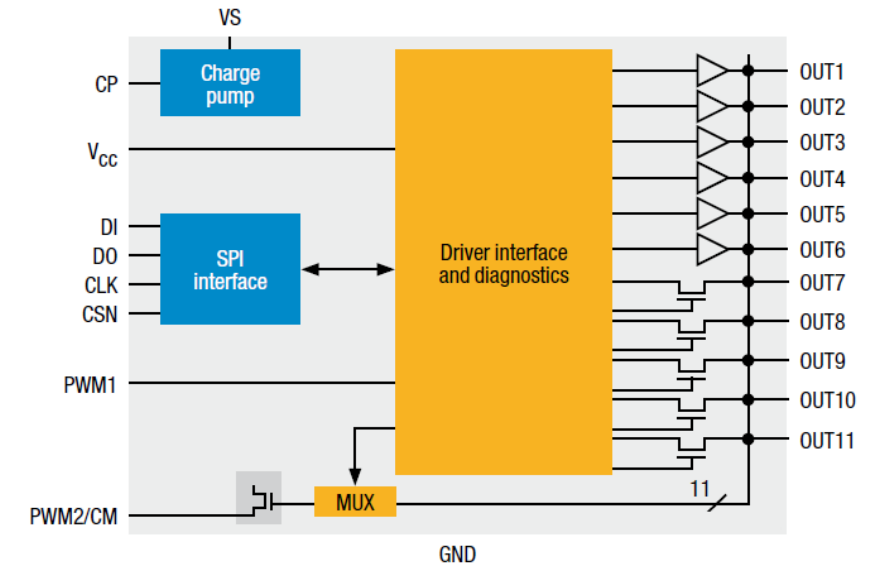 VS
CP
Charge
pump
VCC
DI
DO
CLK
CSN
SPI
interface
Driver interface
and diagnostics
PWM1
PWM2/CM
MUX
11
OUT1
OUT2
OUT3
OUT4
OUT5
OUT6
OUT7
OUT8
OUT9
OUT10
OUT11
GND